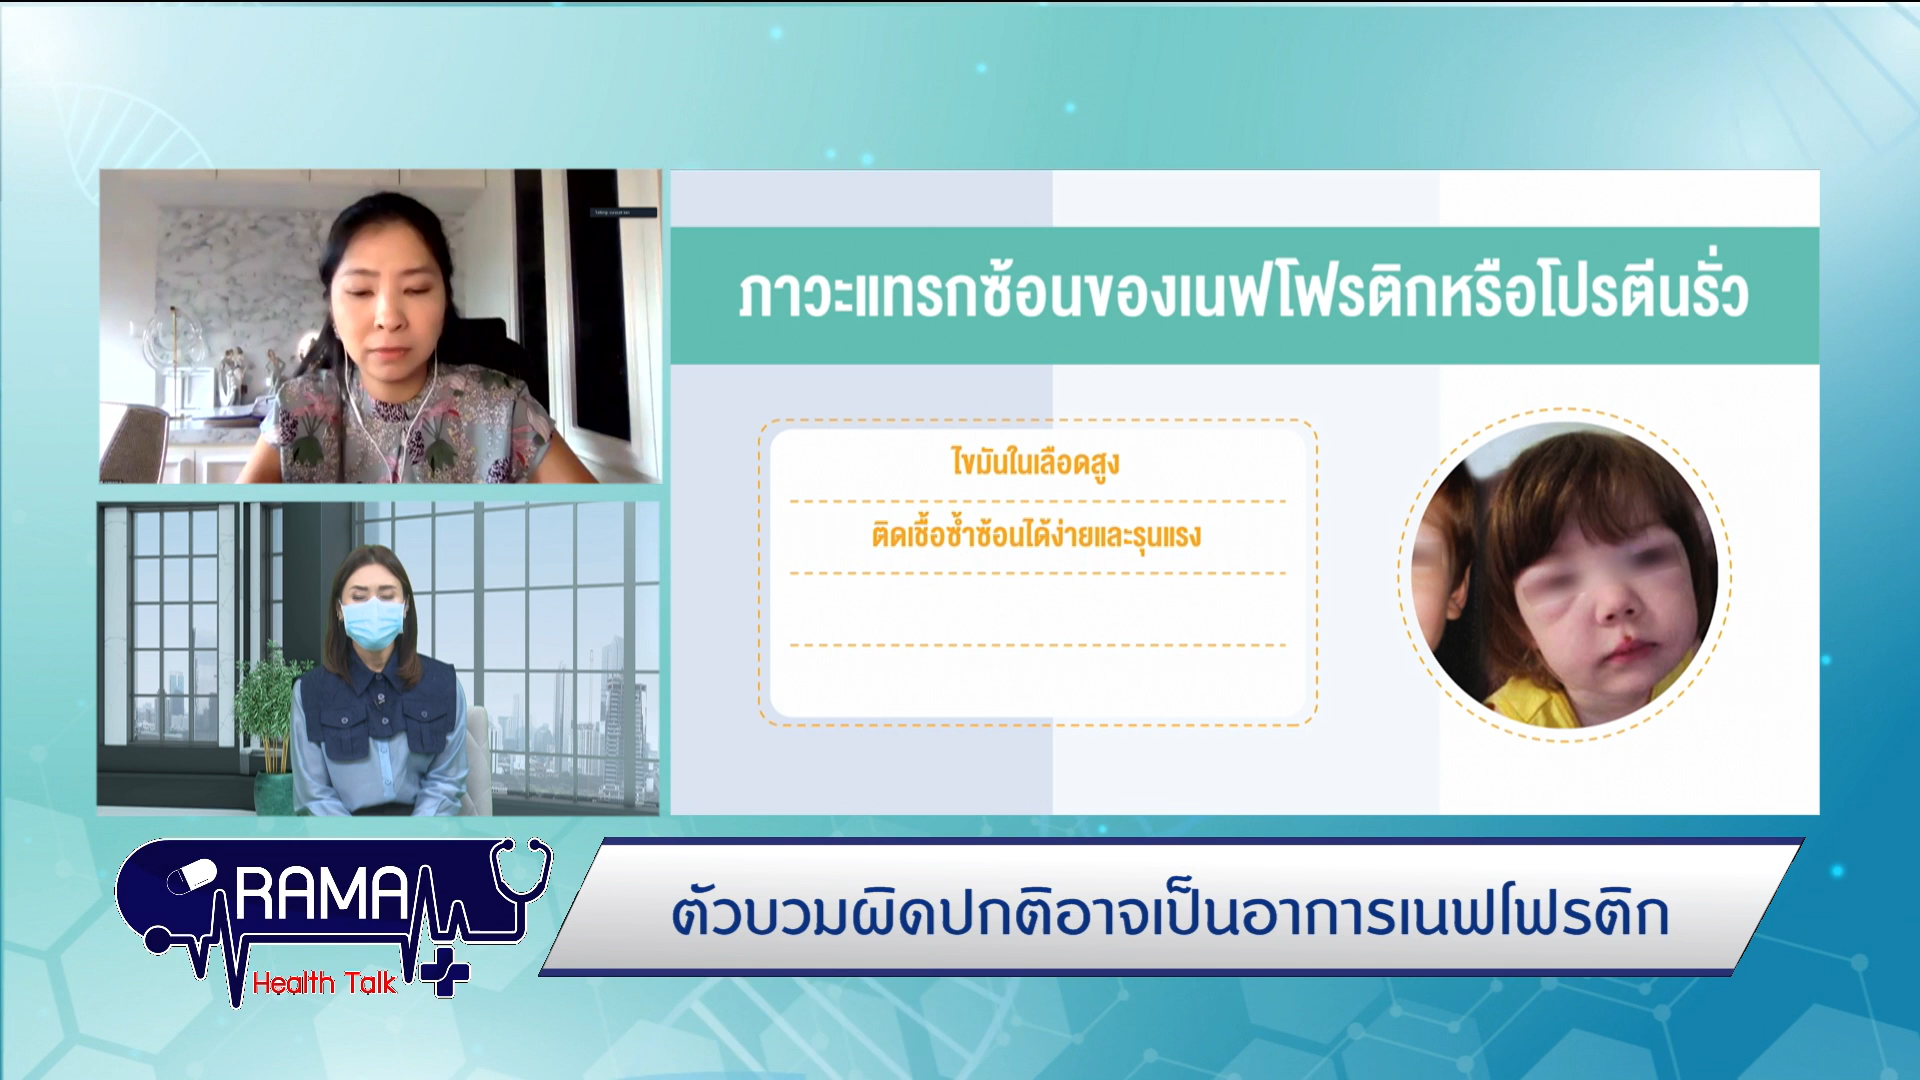 ภาวะแทรกซ้อนของเนฟโฟรติกหรือโปรตีนรั่ว
ไขมันในเลือดสูง
ติดเชื้อซ้ำซ้อนได้ง่ายและรุนแรง
RAMA
Health Talk
ตัวบวมผิดปกติอาจเป็นอาการเนฟโฟรติก